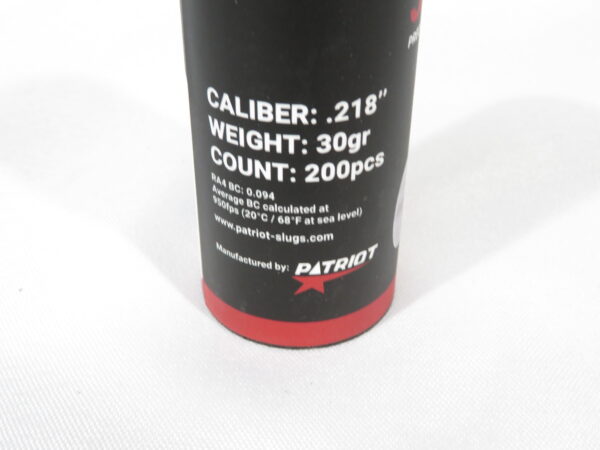 CALIBER: .218"
WEIGHT: 30gr
COUNT: 200pcs
RA4 BC: 0.094
Average BC calculated at
950fps (20°C / 68°F at sea level)
www.patriot-slugs.com
Manufactured by: PATRIOT